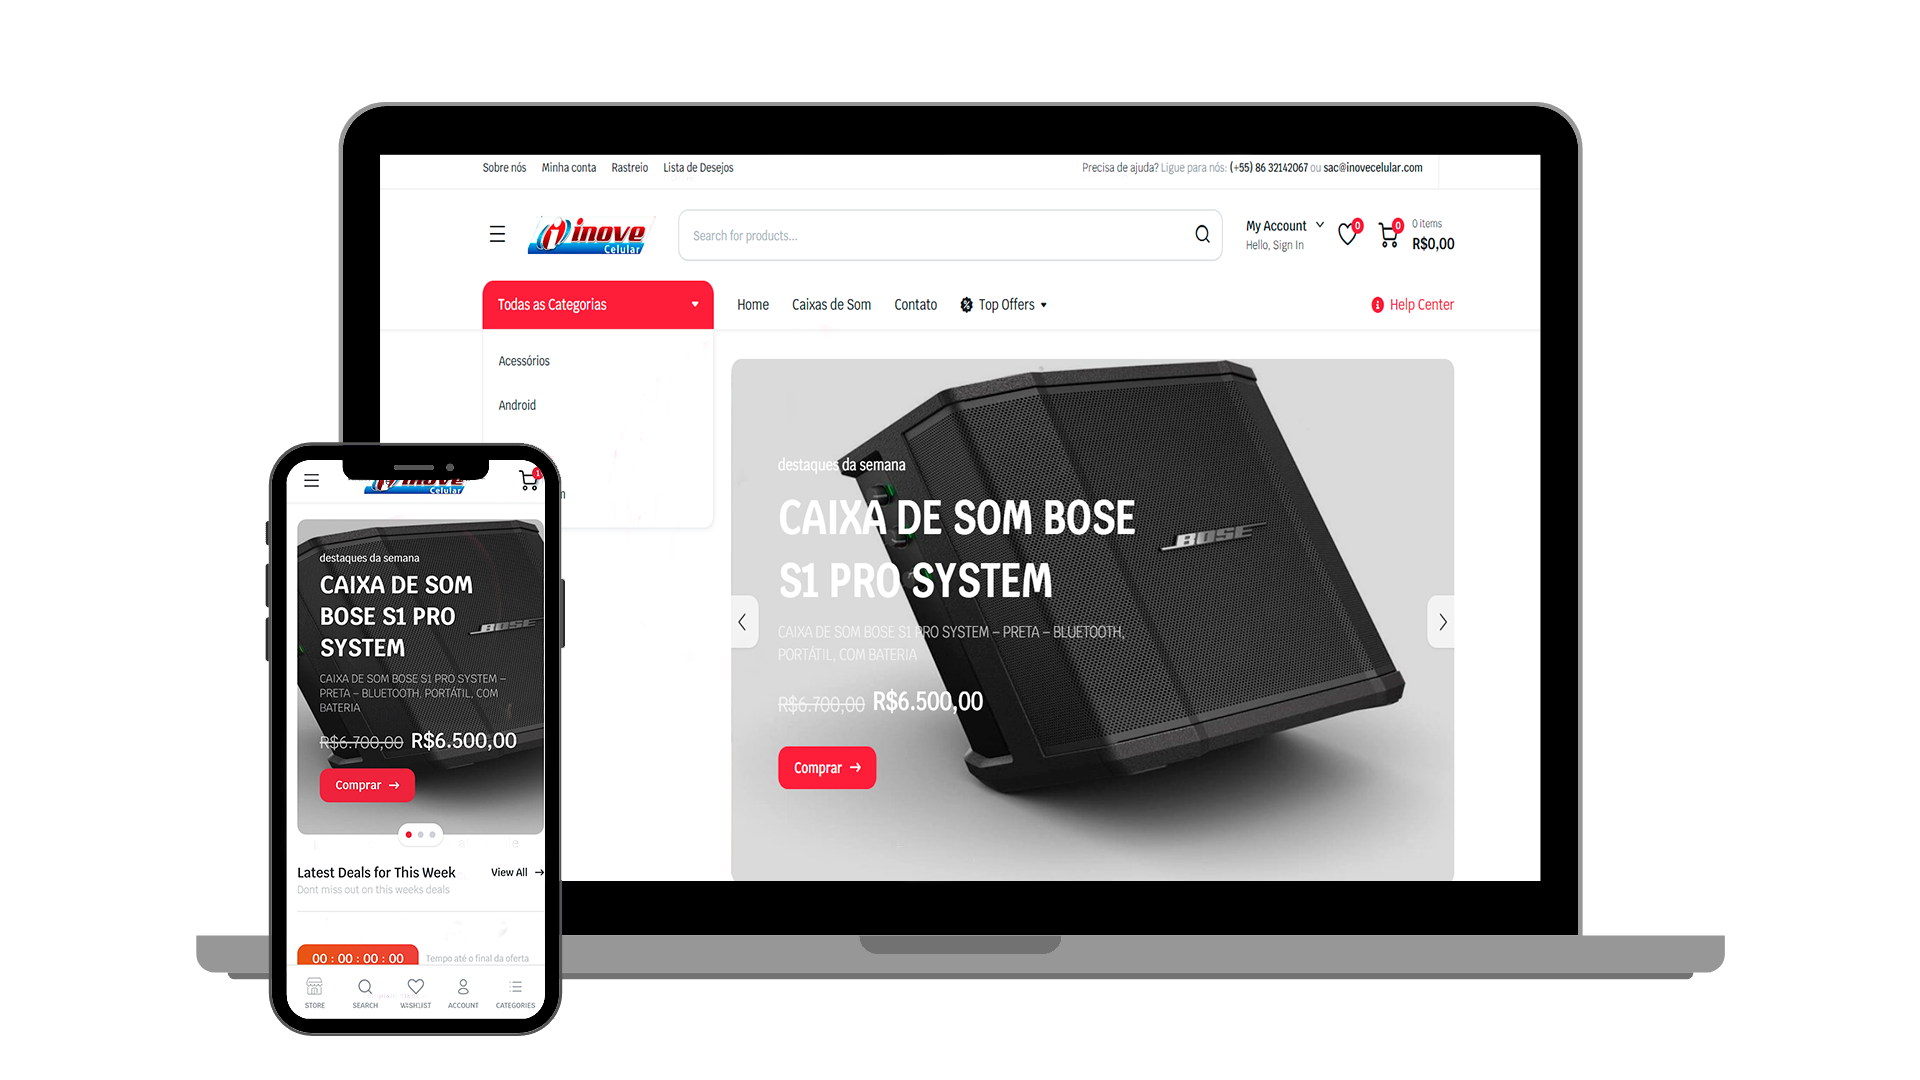 Sobre nós Minha conta Rastreio Lista de Desejos
Precisa de ajuda? Ligue para nós: (+55) 86 32142067 ou sac@inovecelular.com
inove
Celular
Search for products...
My Account
Hello, Sign In
0
0
0 items
R$0,00
Todas as Categorias
Home Caixas de Som Contato Top Offers
Help Center
Acessórios
Android
destaques da semana
CAIXA DE SOM BOSE
S1 PRO SYSTEM
CAIXA DE SOM BOSE S1 PRO SYSTEM – PRETA – BLUETOOTH,
PORTÁTIL, COM BATERIA
R$6.700,00 R$6.500,00
Comprar
BOSE
inove
Celular
1
destaques da semana
CAIXA DE SOM
BOSE S1 PRO
SYSTEM
BOSE
CAIXA DE SOM BOSE S1 PRO SYSTEM –
PRETA – BLUETOOTH, PORTÁTIL, COM
BATERIA
R$6.700,00 R$6.500,00
Comprar
Latest Deals for This Week View All
Dont miss out on this weeks deals
00 : 00 : 00 : 00 Tempo até o final da oferta
STORE SEARCH WISHLIST ACCOUNT CATEGORIES